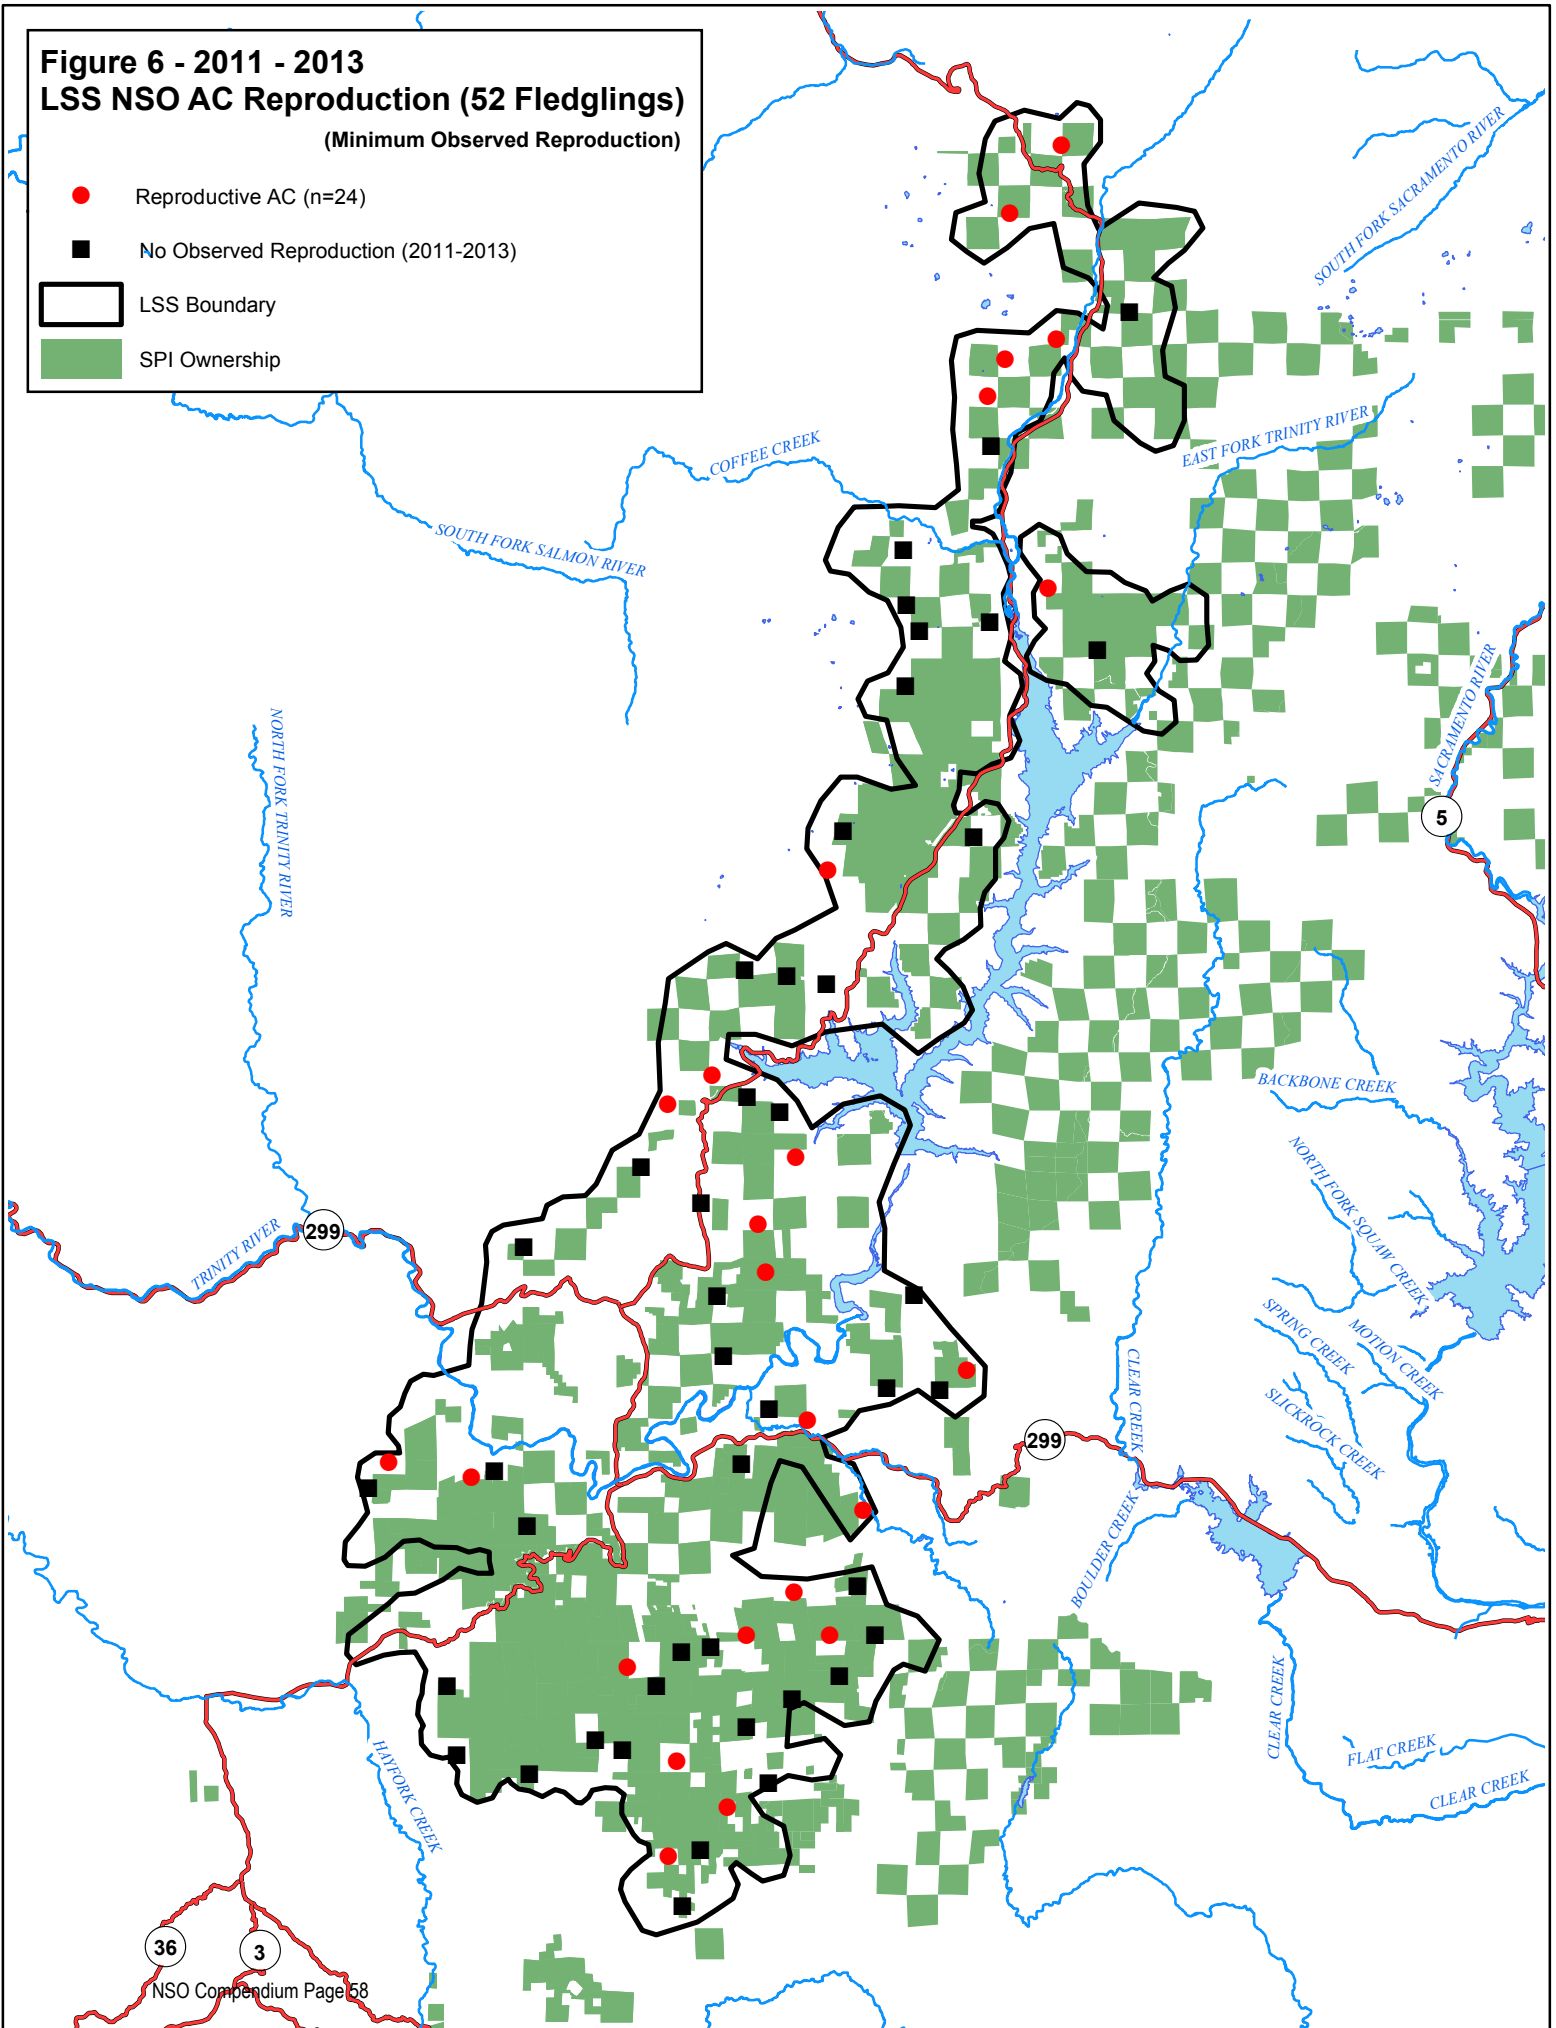 Figure 6 - 2011 - 2013
LSS NSO AC Reproduction (52 Fledglings)
(Minimum Observed Reproduction)
Reproductive AC (n=24)
No Observed Reproduction (2011-2013)
LSS Boundary
SPI Ownership
SOUTH FORK SACRAMENTO RIVER
EAST FORK TRINITY RIVER
COFFEE CREEK
SOUTH FORK SALMON RIVER
SACRAMENTO RIVER
NORTH FORK TRINITY RIVER
5
BACKBONE CREEK
NORTH FORK SQUAW CREEK
299
TRINITY RIVER
SPRING CREEK
MOTION CREEK
CLEAR CREEK
SLICKROCK CREEK
299
BOULDER CREEK
CLEAR CREEK
FLAT CREEK
CLEAR CREEK
HAYFORK CREEK
36
3
NSO Compendium Page 58